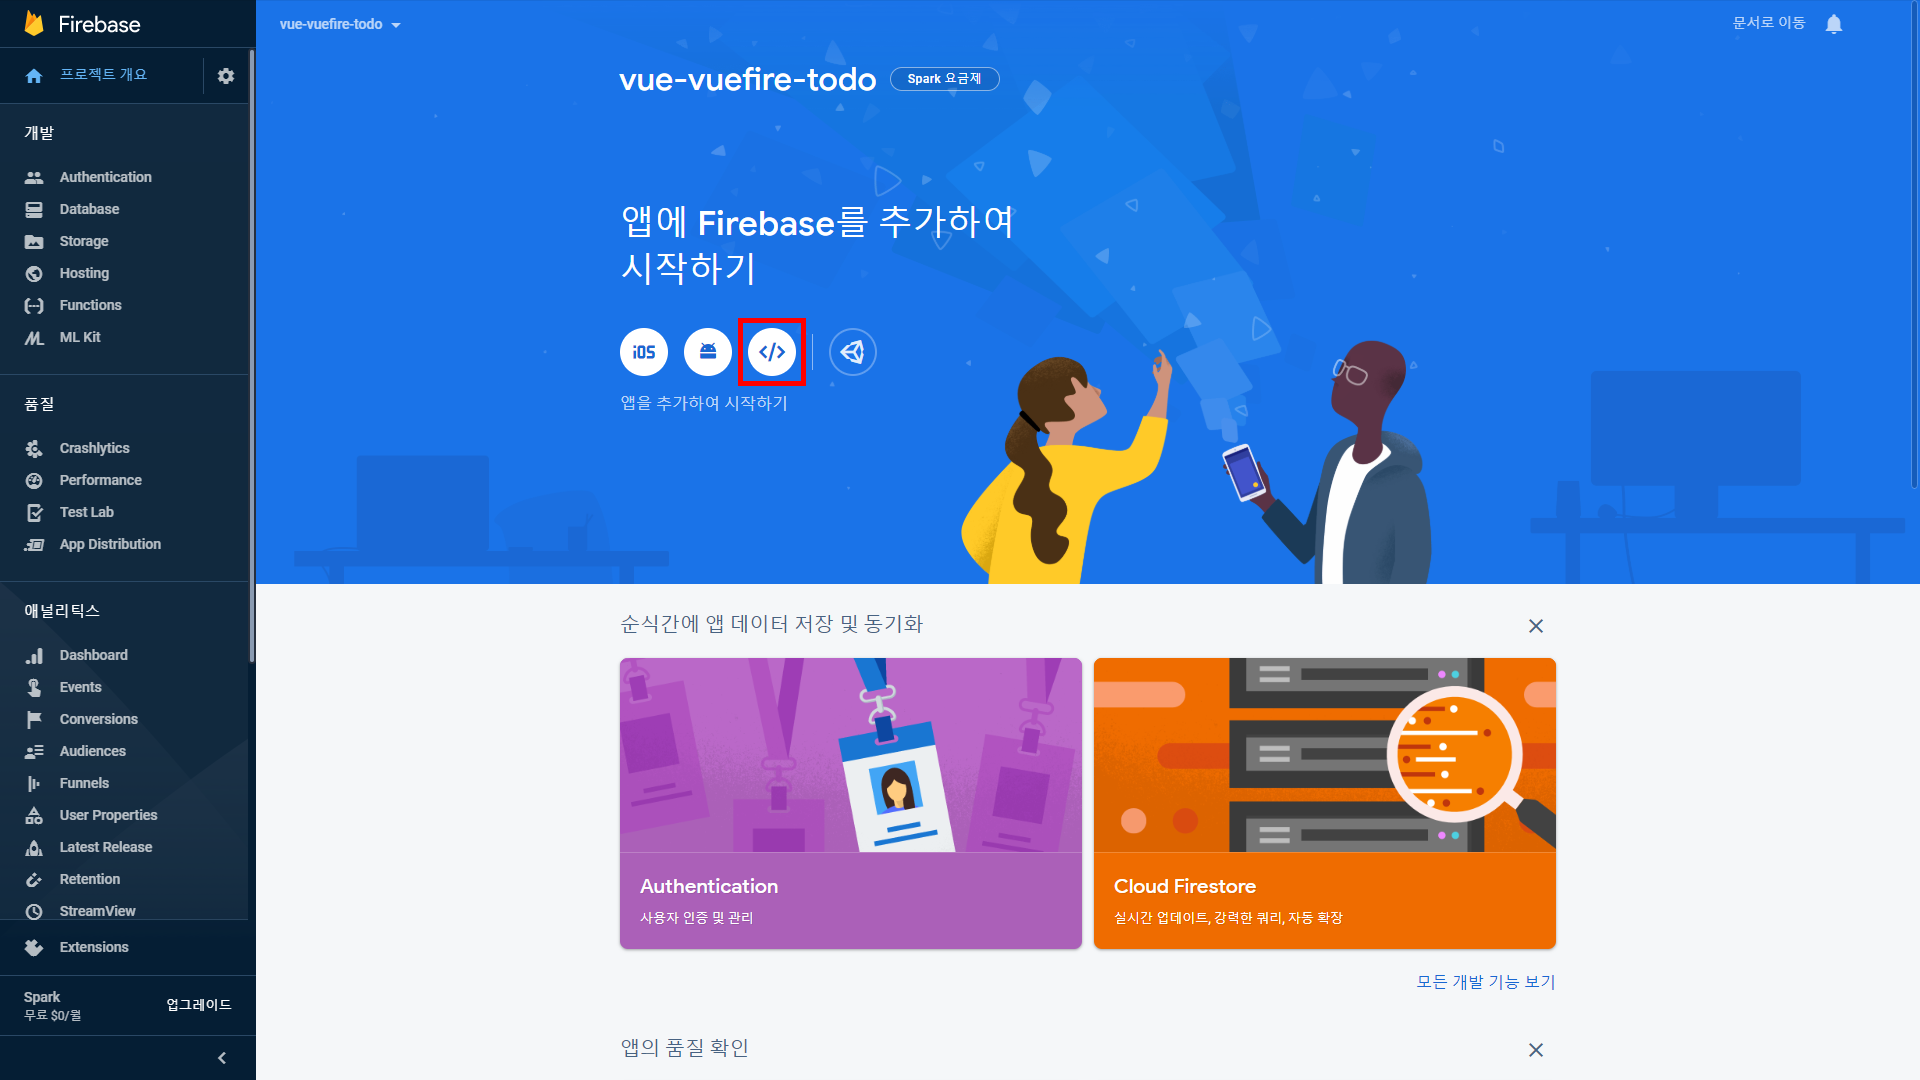 Firebase
프로젝트 개요
개발
Authentication
Database
Storage
Hosting
Functions
ML Kit
품질
Crashlytics
Performance
Test Lab
App Distribution
애널리틱스
Dashboard
Events
Conversions
Audiences
Funnels
User Properties
Latest Release
Retention
StreamView
Extensions
Spark
무료 $0/월
업그레이드
vue-vuefire-todo
문서로 이동
vue-vuefire-todo
Spark 요금제
앱에 Firebase를 추가하여
시작하기
iOS
앱을 추가하여 시작하기
순식간에 앱 데이터 저장 및 동기화
Authentication
사용자 인증 및 관리
Cloud Firestore
실시간 업데이트, 강력한 쿼리, 자동 확장
모든 개발 기능 보기
앱의 품질 확인